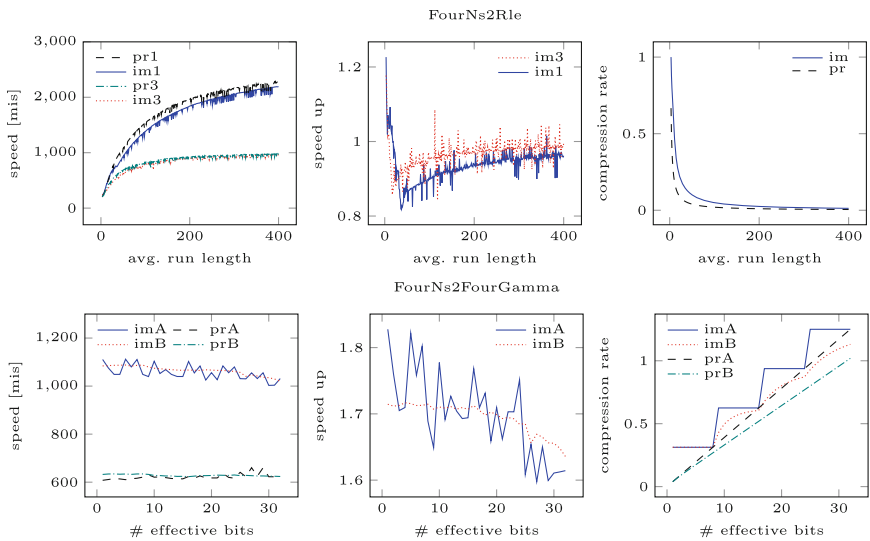 FourNs2Rle
speed [mis]
3,000
2,000
1,000
0
pr1
im1
pr3
im3
0 200 400
avg. run length
speed up
1.2
1
0.8
im3
im1
0 200 400
avg. run length
compression rate
1
0.5
0
im
pr
0 200 400
avg. run length
FourNs2FourGamma
speed [mis]
1,200
1,000
800
600
imA prA
imB prB
0 10 20 30
# effective bits
speed up
1.8
1.7
1.6
imA
imB
0 10 20 30
# effective bits
compression rate
1
0.5
0
imA
imB
prA
prB
0 10 20 30
# effective bits